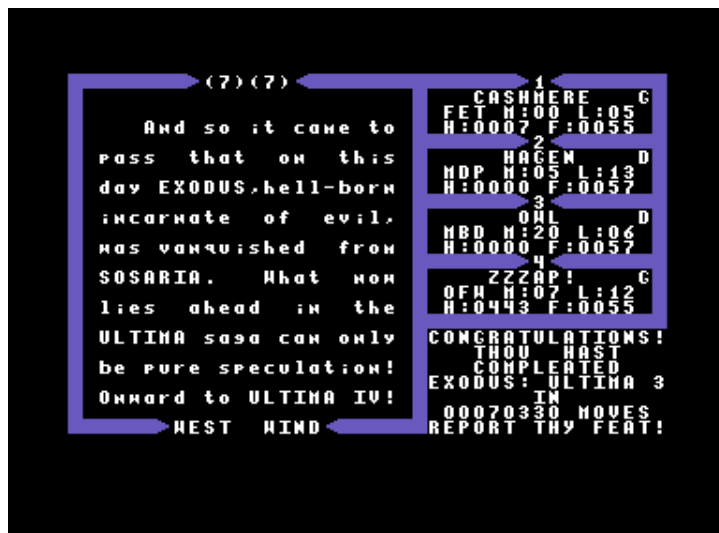 (7)(7)
And so it came to
pass that on this
day EXODUS,hell-born
incarnate of evil,
was vanquished from
SOSARIA. What now
lies ahead in the
ULTIMA saga can only
be pure speculation!
Onward to ULTIMA IV!
WEST WIND
1
CASHMERE G
FET M:00 L:05
H:0007 F:0055
2
HAGEN D
MDP M:05 L:13
H:0000 F:0057
3
OWL D
MBD M:20 L:06
H:0000 F:0057
4
ZZZAP! G
OFW M:07 L:12
H:0443 F:0055
CONGRATULATIONS!
THOU HAST
COMPLEATED
EXODUS: ULTIMA 3
IN
00070330 MOVES
REPORT THY FEAT!